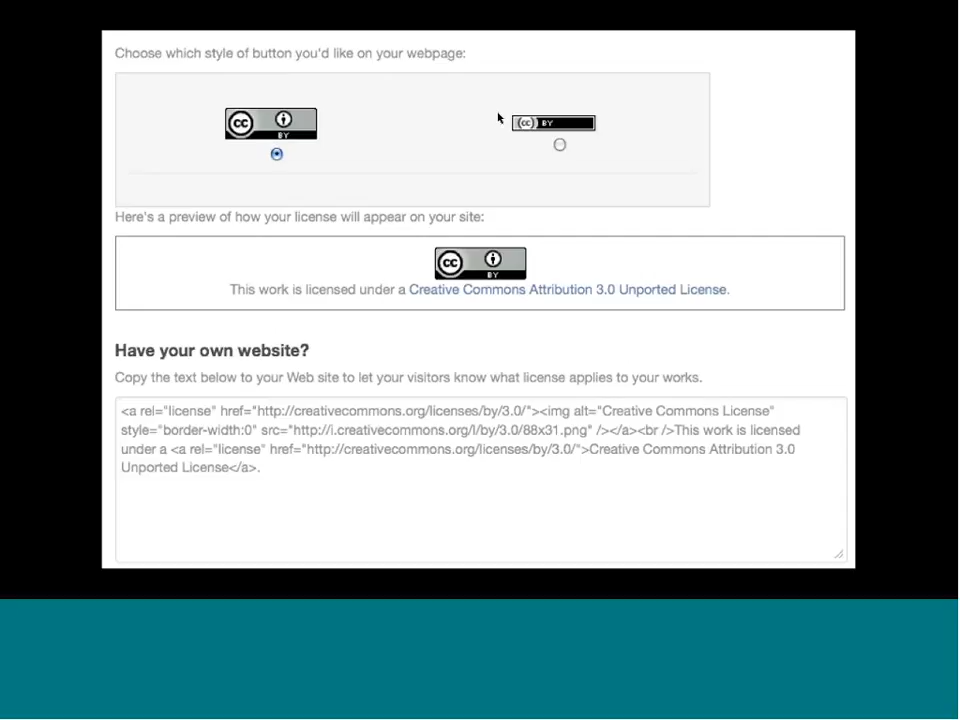 Choose which style of button you'd like on your webpage:
cc BY
(cc) BY
Here's a preview of how your license will appear on your site:
cc BY
This work is licensed under a Creative Commons Attribution 3.0 Unported License.
Have your own website?
Copy the text below to your Web site to let your visitors know what license applies to your works.
<a rel="license" href="http://creativecommons.org/licenses/by/3.0/"><img alt="Creative Commons License"
style="border-width:0" src="http://i.creativecommons.org/l/by/3.0/88x31.png" /></a><br />This work is licensed
under a <a rel="license" href="http://creativecommons.org/licenses/by/3.0/">Creative Commons Attribution 3.0
Unported License</a>.